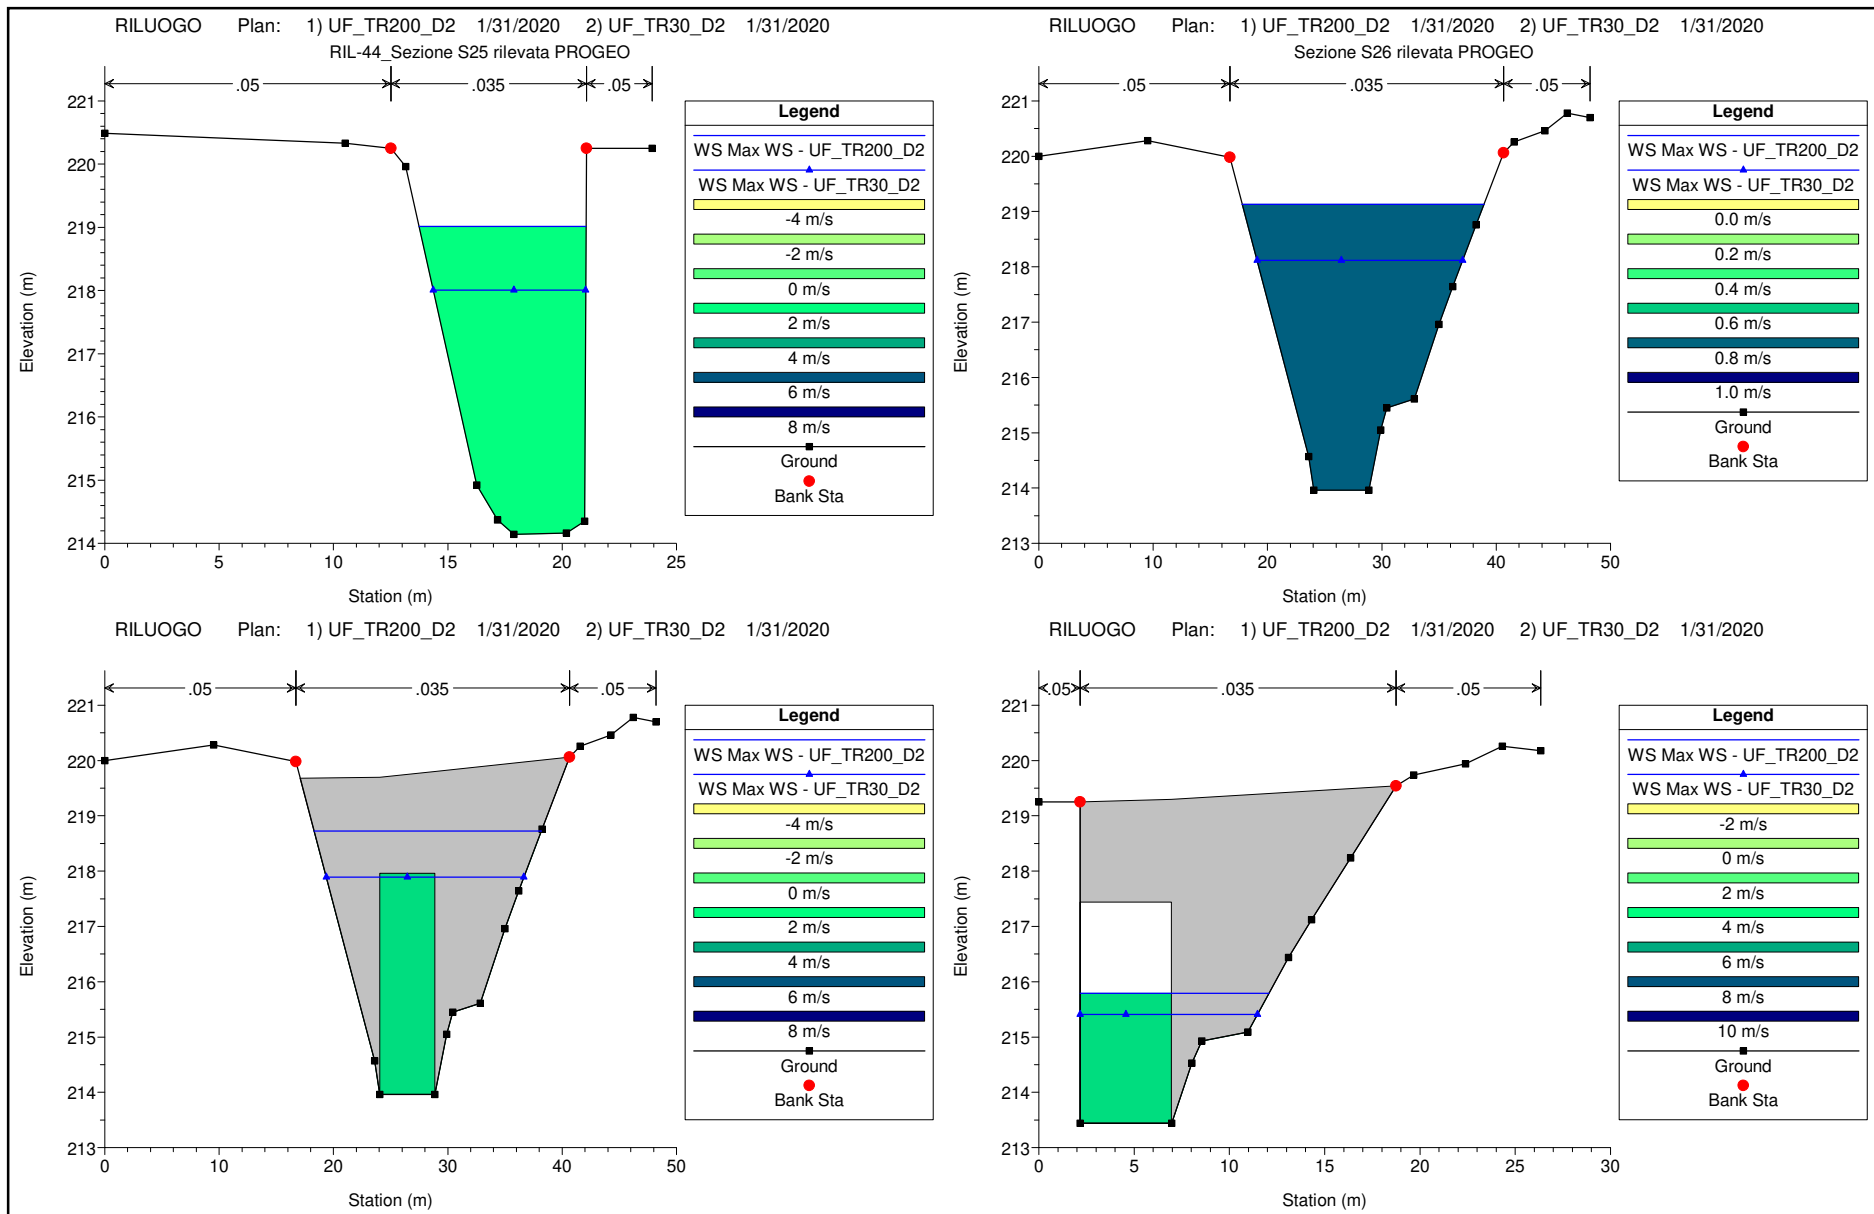 RILUOGO Plan: 1) UF_TR200_D2 1/31/2020 2) UF_TR30_D2 1/31/2020
RIL-44_Sezione S25 rilevata PROGEO
.05 .035 .05
221
220
219
218
217
216
215
214
Elevation (m)
0 5 10 15 20 25
Station (m)
Legend
WS Max WS - UF_TR200_D2
WS Max WS - UF_TR30_D2
-4 m/s
-2 m/s
0 m/s
2 m/s
4 m/s
6 m/s
8 m/s
Ground
Bank Sta
RILUOGO Plan: 1) UF_TR200_D2 1/31/2020 2) UF_TR30_D2 1/31/2020
Sezione S26 rilevata PROGEO
.05 .035 .05
221
220
219
218
217
216
215
214
213
Elevation (m)
0 10 20 30 40 50
Station (m)
Legend
WS Max WS - UF_TR200_D2
WS Max WS - UF_TR30_D2
0.0 m/s
0.2 m/s
0.4 m/s
0.6 m/s
0.8 m/s
1.0 m/s
Ground
Bank Sta
RILUOGO Plan: 1) UF_TR200_D2 1/31/2020 2) UF_TR30_D2 1/31/2020
.05 .035 .05
221
220
219
218
217
216
215
214
213
Elevation (m)
0 10 20 30 40 50
Station (m)
Legend
WS Max WS - UF_TR200_D2
WS Max WS - UF_TR30_D2
-4 m/s
-2 m/s
0 m/s
2 m/s
4 m/s
6 m/s
8 m/s
Ground
Bank Sta
RILUOGO Plan: 1) UF_TR200_D2 1/31/2020 2) UF_TR30_D2 1/31/2020
.05 .035 .05
221
220
219
218
217
216
215
214
213
Elevation (m)
0 5 10 15 20 25 30
Station (m)
Legend
WS Max WS - UF_TR200_D2
WS Max WS - UF_TR30_D2
-2 m/s
0 m/s
2 m/s
4 m/s
6 m/s
8 m/s
10 m/s
Ground
Bank Sta